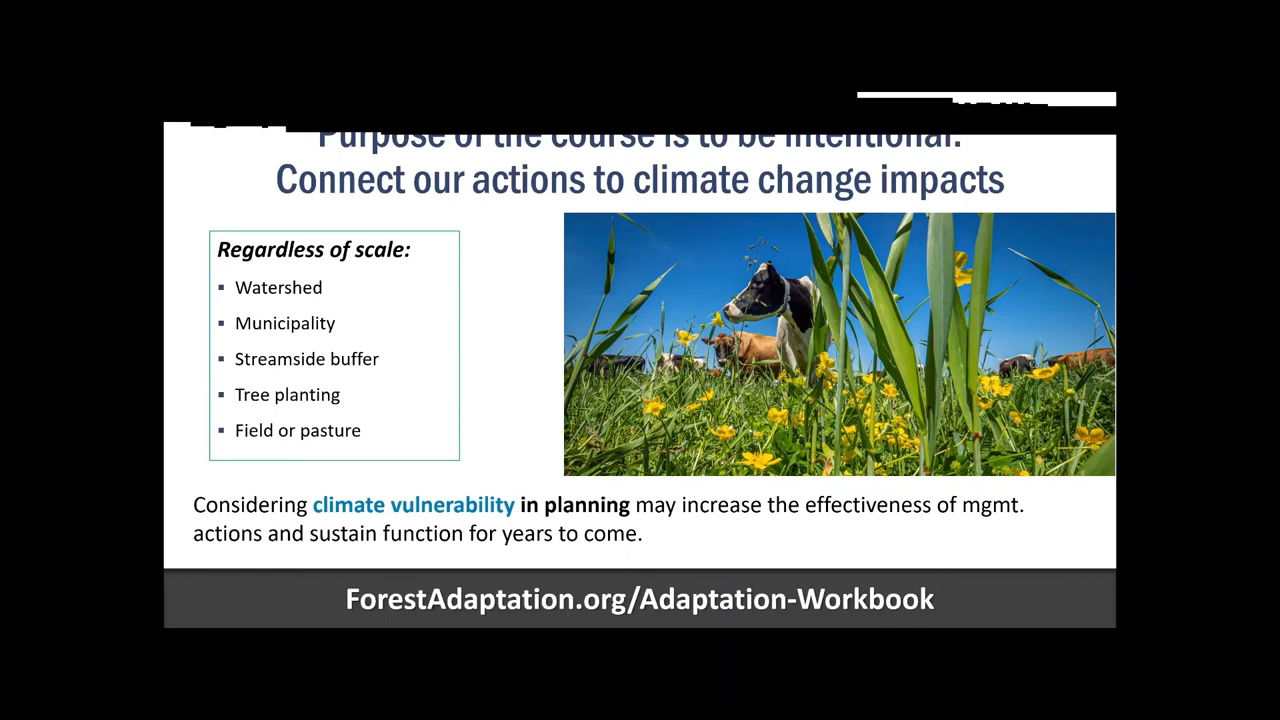 Purpose of the course is to be intentional:
Connect our actions to climate change impacts
Regardless of scale:
▪ Watershed
▪ Municipality
▪ Streamside buffer
▪ Tree planting
▪ Field or pasture
Considering climate vulnerability in planning may increase the effectiveness of mgmt.
actions and sustain function for years to come.
ForestAdaptation.org/Adaptation-Workbook